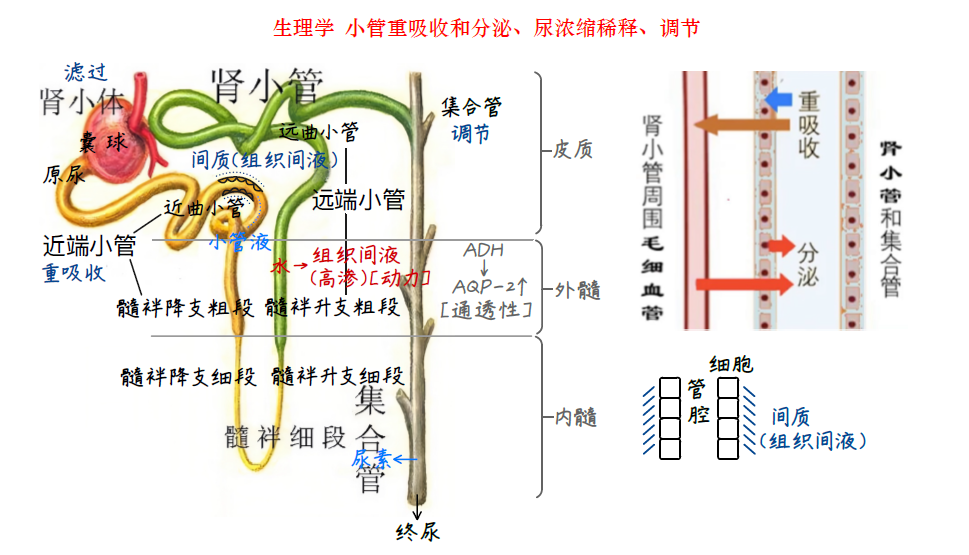 生理学 小管重吸收和分泌、尿浓缩稀释、调节
滤过
肾小体
囊 球
原尿
肾小管
远曲小管
间质(组织间液)
集合管
调节
皮质
近曲小管
远端小管
近端小管
重吸收
小管液
水→组织间液
(高渗)[动力]
ADH
AQP-2↑
[通透性]
外髓
髓袢降支粗段
髓袢升支粗段
髓袢降支细段
髓袢升支细段
髓袢细段
集合管
尿素
内髓
终尿
肾小管周围毛细血管
重吸收
分泌
肾小管和集合管
细胞
管腔
间质
(组织间液)